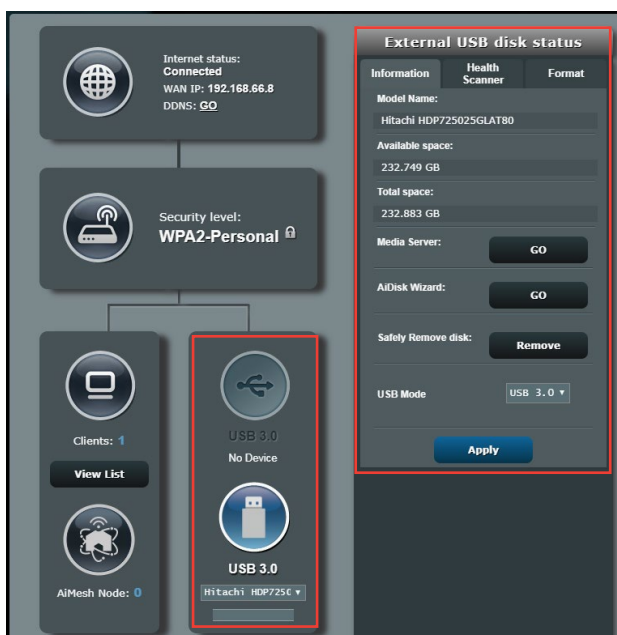 Internet status:
Connected
WAN IP: 192.168.66.8
DDNS: GO
Security level:
WPA2-Personal
Clients: 1
View List
AiMesh Node: 0
USB 3.0
No Device
USB 3.0
Hitachi HDP725C
External USB disk status
Information
Health
Scanner
Format
Model Name:
Hitachi HDP725025GLAT80
Available space:
232.749 GB
Total space:
232.883 GB
Media Server:
GO
AiDisk Wizard:
GO
Safely Remove disk:
Remove
USB Mode
USB 3.0
Apply